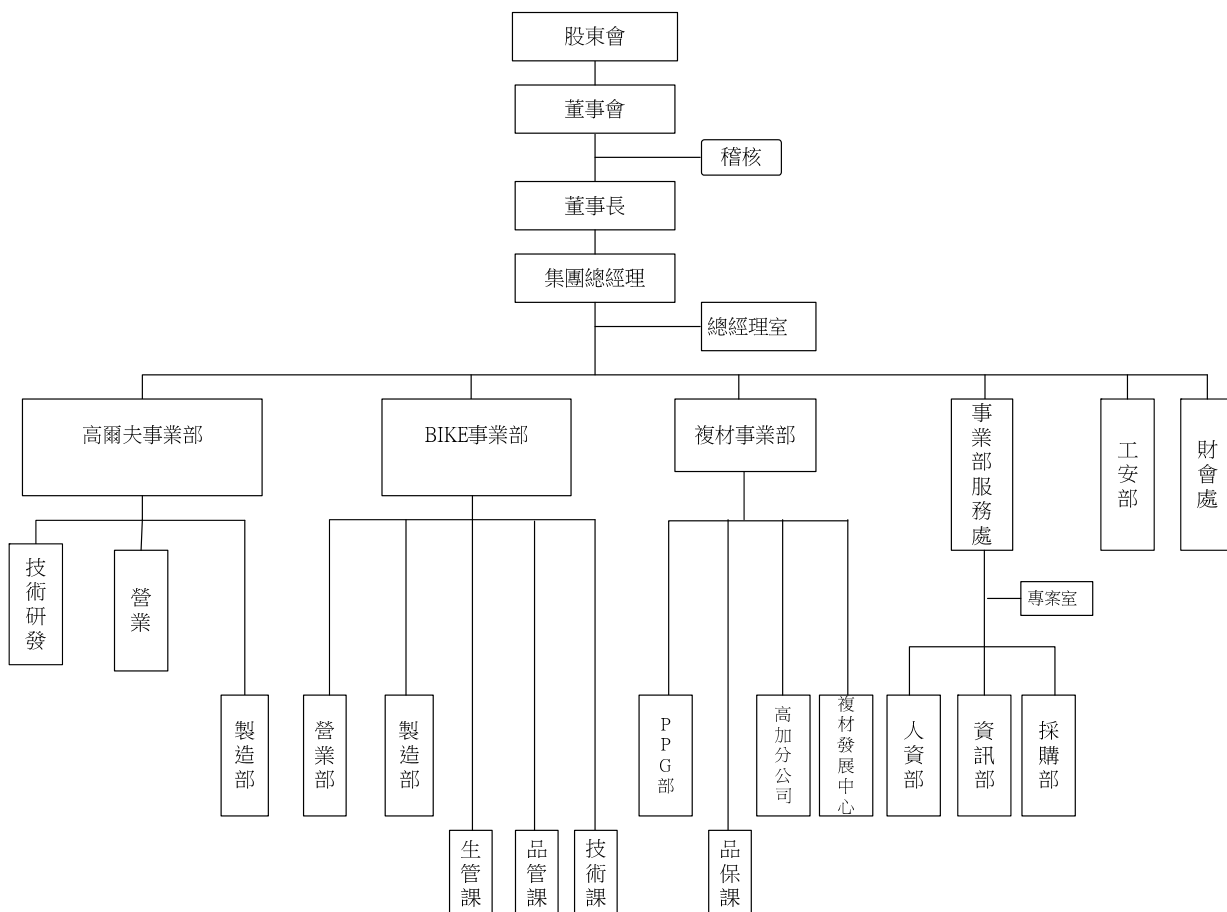 股東會
董事會
稽核
董事長
集團總經理
總經理室
高爾夫事業部
BIKE事業部
複材事業部
事業部服務處
工安部
財會處
技術研發
營業
專案室
製造部
營業部
製造部
PPG部
高加分公司
複材發展中心
人資部
資訊部
採購部
生管課
品管課
技術課
品保課